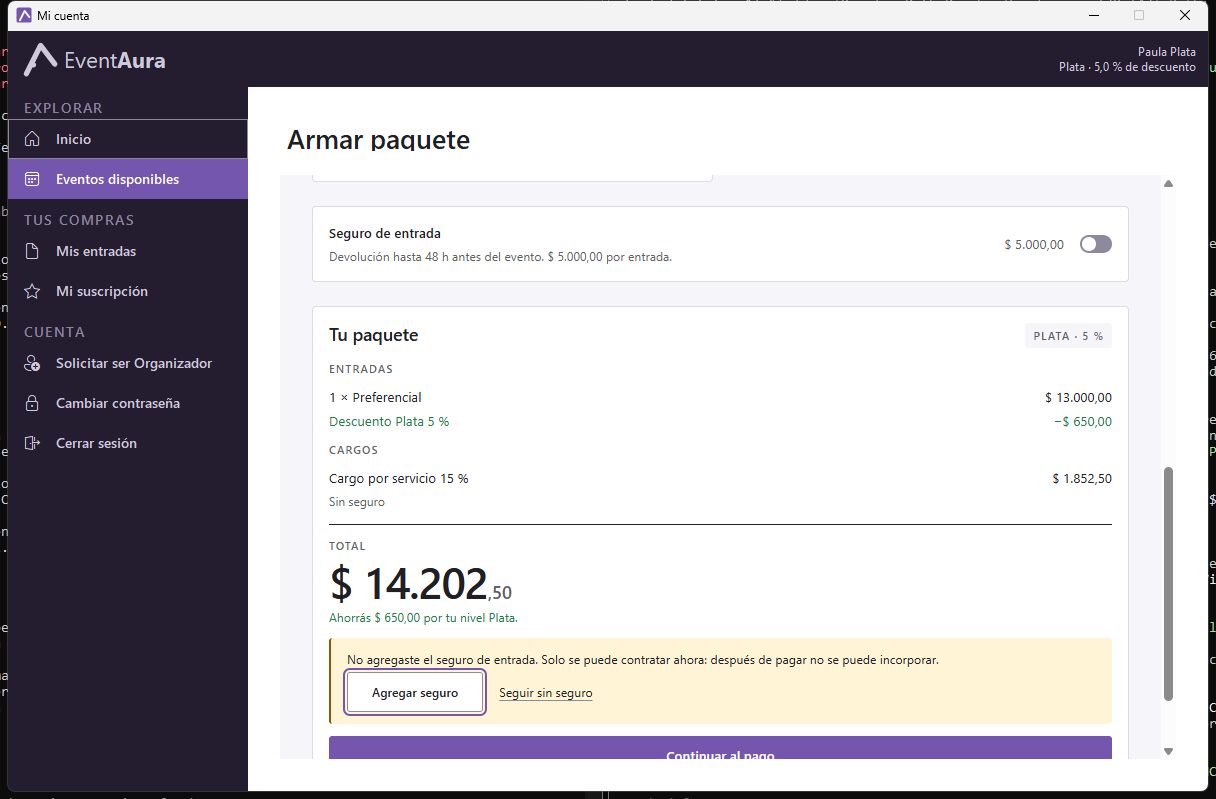 Mi cuenta
EventAura
Paula Plata
Plata · 5,0 % de descuento
EXPLORAR
Inicio
Eventos disponibles
TUS COMPRAS
Mis entradas
Mi suscripción
CUENTA
Solicitar ser Organizador
Cambiar contraseña
Cerrar sesión
Armar paquete
Seguro de entrada
Devolución hasta 48 h antes del evento. $ 5.000,00 por entrada.
$ 5.000,00
Tu paquete
PLATA · 5 %
ENTRADAS
1 × Preferencial $ 13.000,00
Descuento Plata 5 % −$ 650,00
CARGOS
Cargo por servicio 15 % $ 1.852,50
Sin seguro
TOTAL
$ 14.202,50
Ahorrás $ 650,00 por tu nivel Plata.
No agregaste el seguro de entrada. Solo se puede contratar ahora: después de pagar no se puede incorporar.
Agregar seguro Seguir sin seguro
Continuar al pago